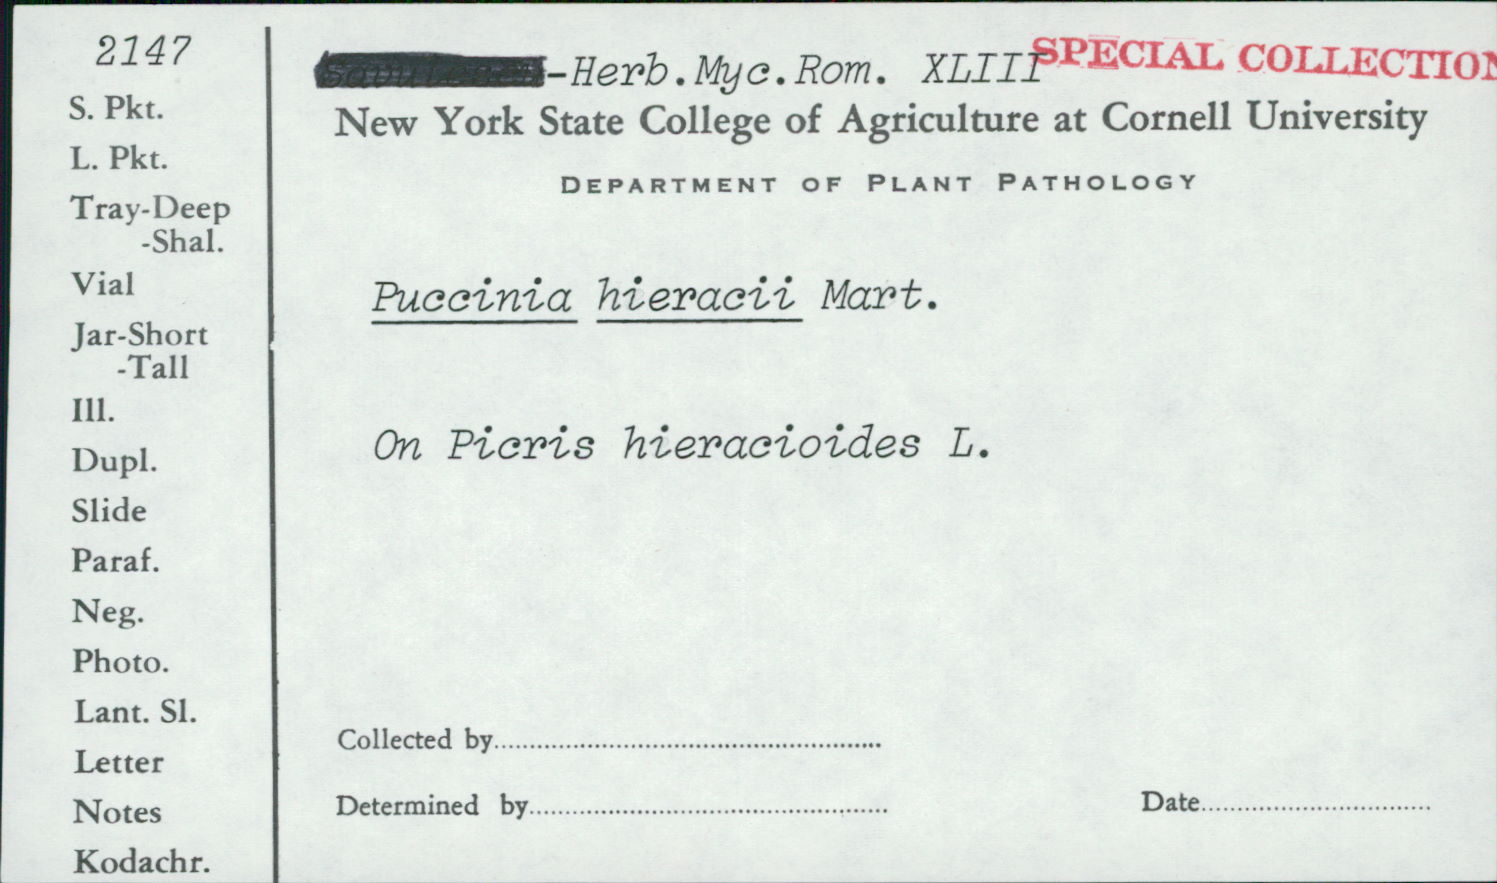 2147
S. Pkt.
L. Pkt.
Tray-Deep
-Shal.
Vial
Jar-Short
-Tall
Ill.
Dupl.
Slide
Paraf.
Neg.
Photo.
Lant. Sl.
Letter
Notes
Kodachr.
-Herb.Myc.Rom. XLIII
SPECIAL COLLECTION
New York State College of Agriculture at Cornell University
DEPARTMENT OF PLANT PATHOLOGY
Puccinia hieracii Mart.
On Picris hieracioides L.
Collected by
Determined by
Date